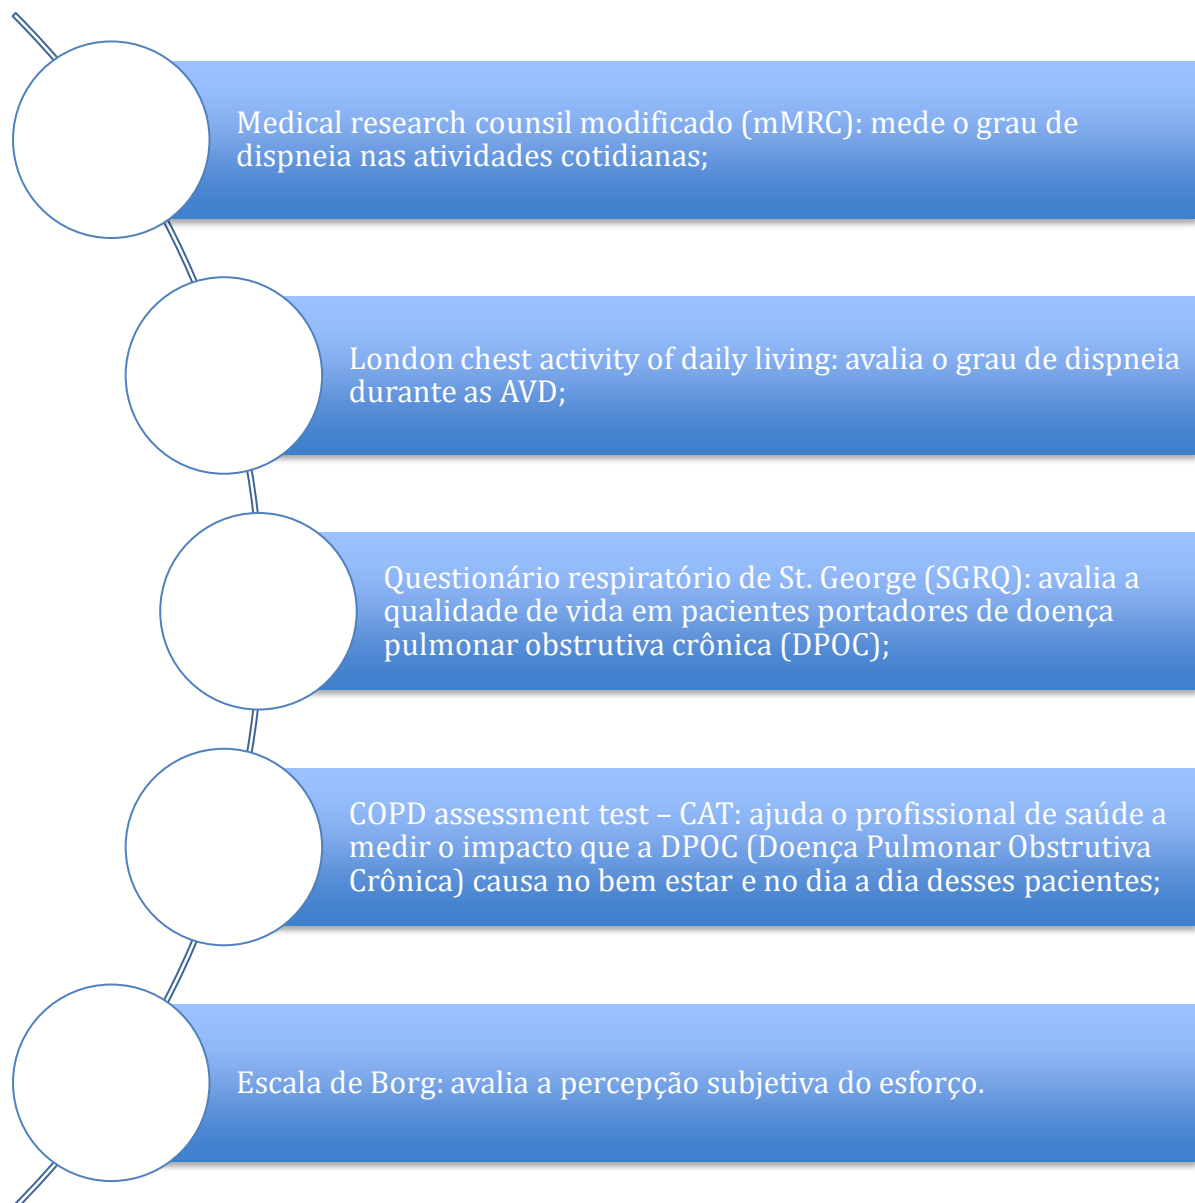 Medical research counsil modificado (mMRC): mede o grau de
dispneia nas atividades cotidianas;
London chest activity of daily living: avalia o grau de dispneia
durante as AVD;
Questionário respiratório de St. George (SGRQ): avalia a
qualidade de vida em pacientes portadores de doença
pulmonar obstrutiva crônica (DPOC);
COPD assessment test – CAT: ajuda o profissional de saúde a
medir o impacto que a DPOC (Doença Pulmonar Obstrutiva
Crônica) causa no bem estar e no dia a dia desses pacientes;
Escala de Borg: avalia a percepção subjetiva do esforço.